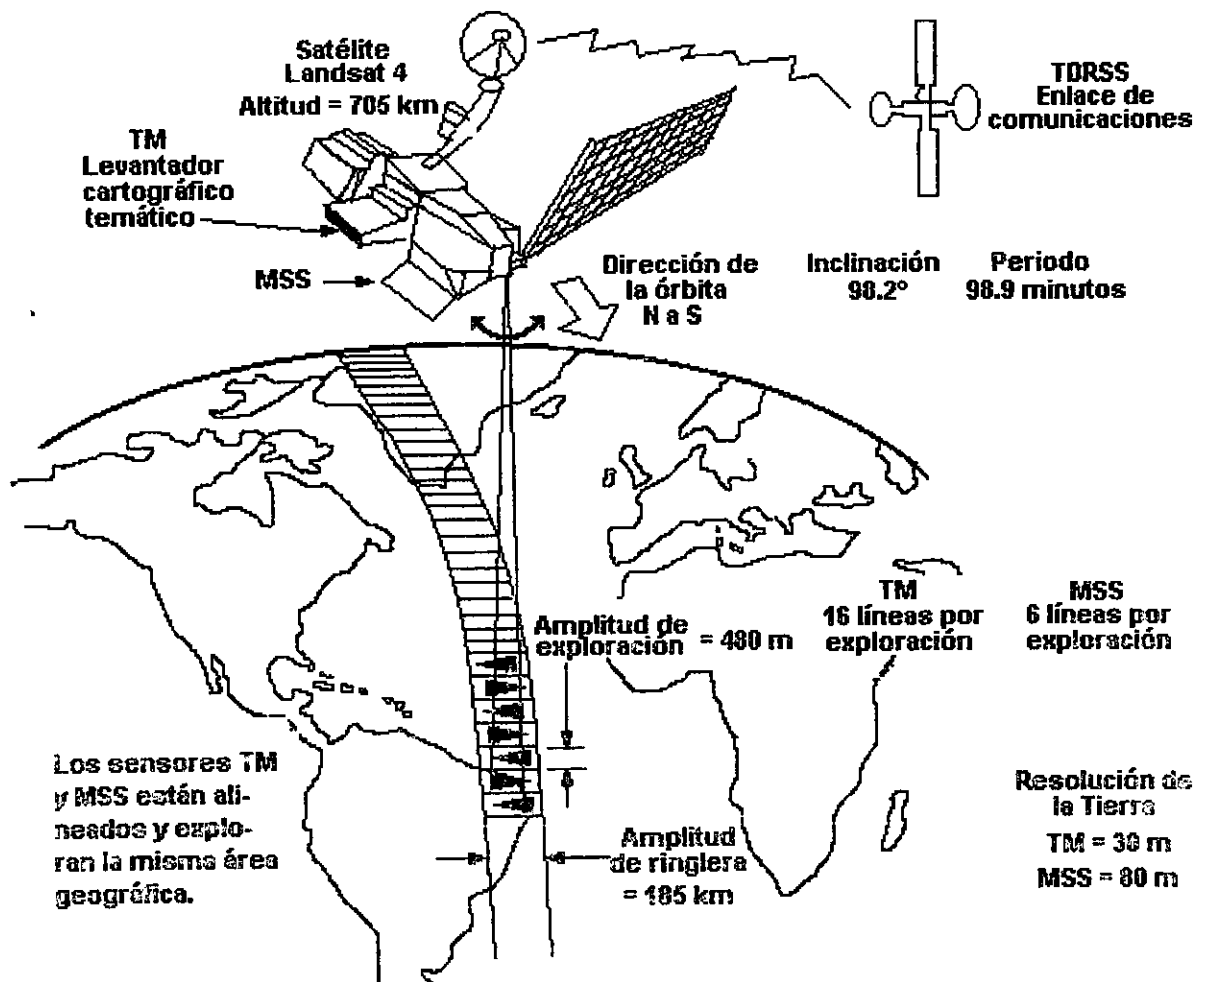 Satélite
Landsat 4
Altitud = 705 km
TDRSS
Enlace de
comunicaciones
TM
Levantador
cartográfico
temático
MSS
Dirección de
la órbita
N a S
Inclinación
98.2°
Periodo
98.9 minutos
Amplitud de
exploración = 480 m
TM
16 líneas por
exploración
MSS
6 líneas por
exploración
Los sensores TM
y MSS están ali-
neados y explo-
ran la misma área
geográfica.
Amplitud
de ringlera
= 185 km
Resolución de
la Tierra
TM = 30 m
MSS = 80 m